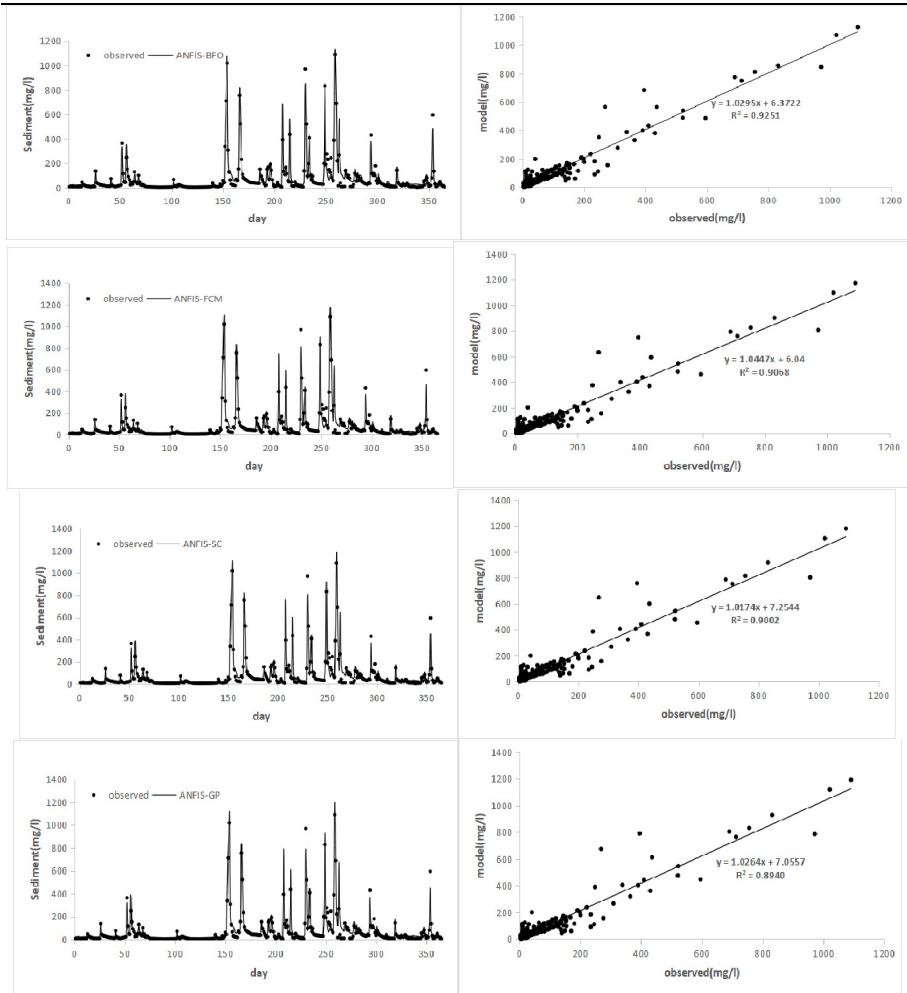 1200
1000
800
600
400
200
0
Sediment(mg/l)
observed ANFIS-BFO
0 50 100 150 200 250 300 350
day
1200
1000
800
600
400
200
0
model(mg/l)
y = 1.0295x + 6.3722
R² = 0.9251
0 200 400 600 800 1000 1200
observed(mg/l)
1400
1200
1000
800
600
400
200
0
Sediment(mg/l)
observed ANFIS-FCM
0 50 100 150 200 250 300 350
day
1400
1200
1000
800
600
400
200
0
model(mg/l)
y = 1.0447x + 6.04
R² = 0.9068
0 200 400 600 800 1000 1200
observed(mg/l)
1400
1200
1000
800
600
400
200
0
Sediment(mg/l)
observed ANFIS-SC
0 50 100 150 200 250 300 350
day
1400
1200
1000
800
600
400
200
0
model(mg/l)
y = 1.0174x + 7.2544
R² = 0.9002
0 200 400 600 800 1000 1200
observed(mg/l)
1400
1200
1000
800
600
400
200
0
Sediment(mg/l)
observed ANFIS-GP
0 50 100 150 200 250 300 350
day
1400
1200
1000
800
600
400
200
0
model(mg/l)
y = 1.0264x + 7.0557
R² = 0.8940
0 200 400 600 800 1000 1200
observed(mg/l)